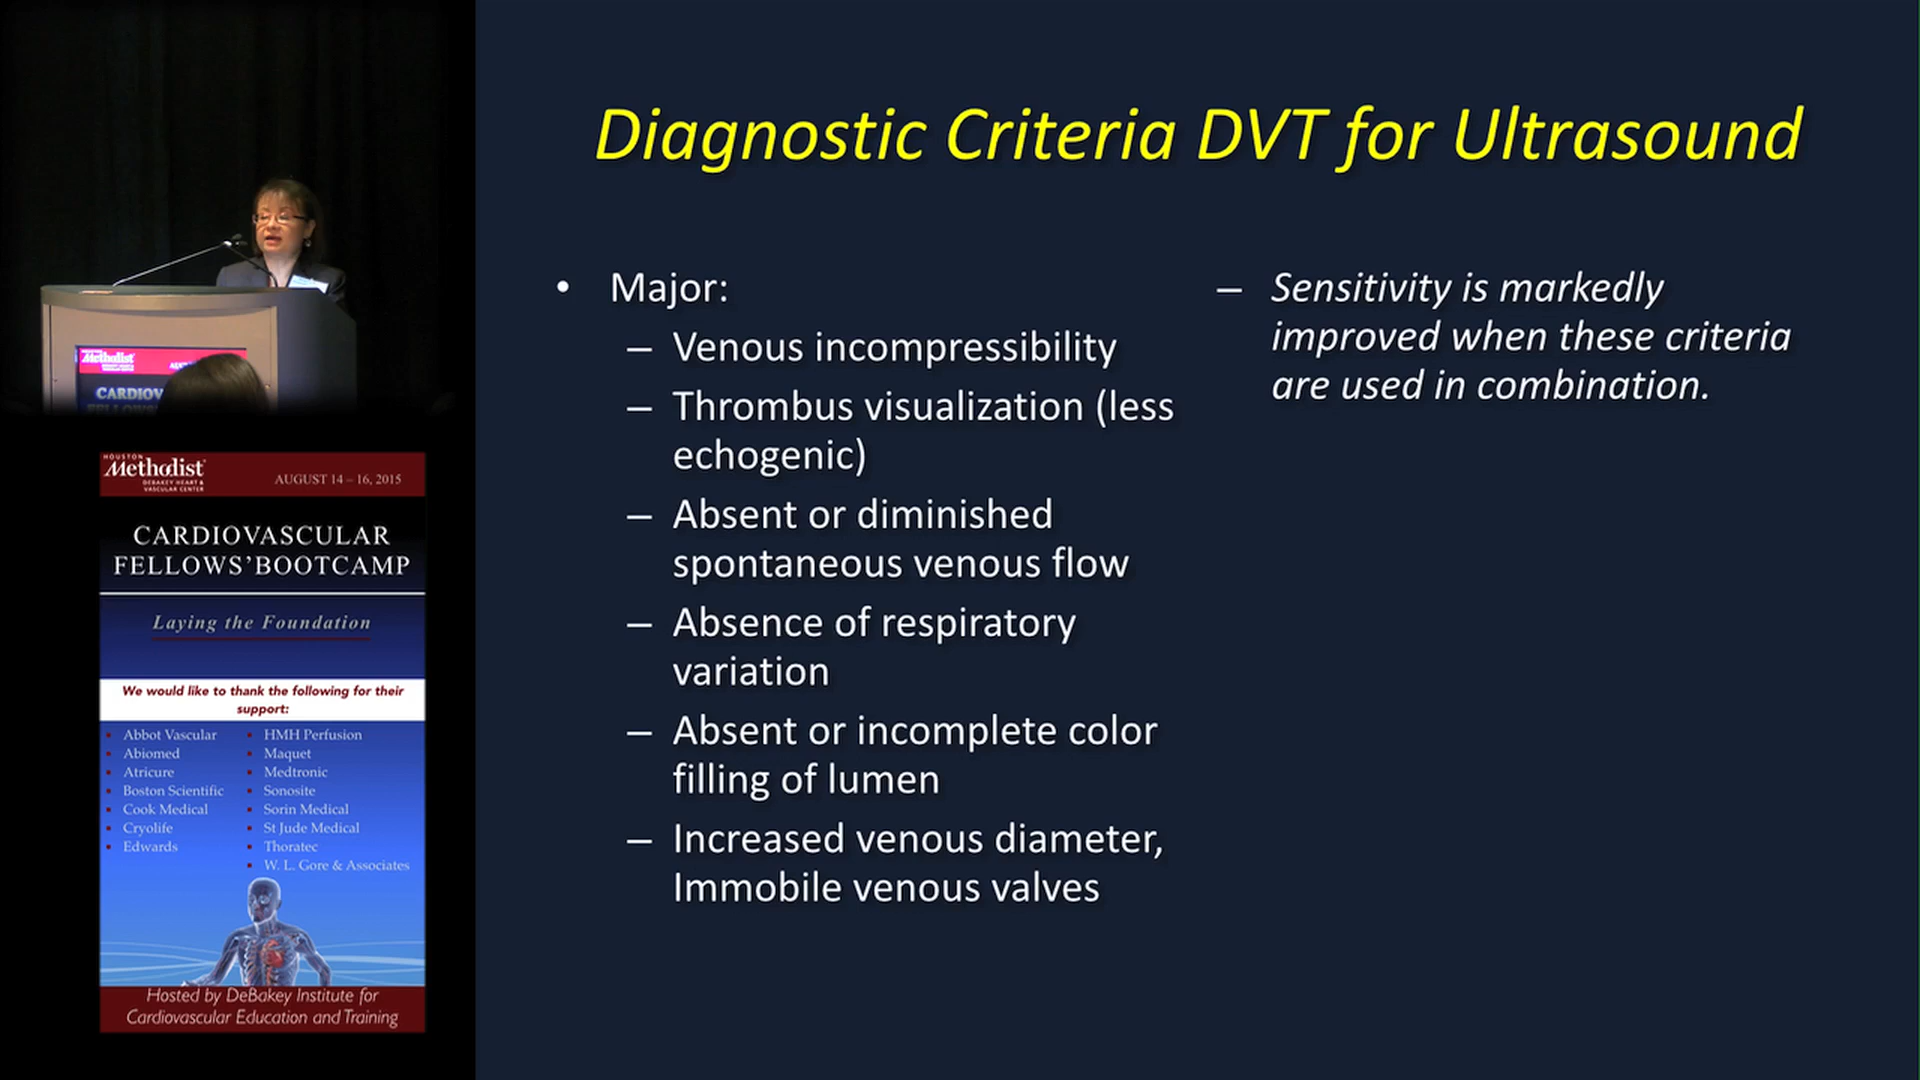 Diagnostic Criteria DVT for Ultrasound
• Major:
– Venous incompressibility
– Thrombus visualization (less
echogenic)
– Absent or diminished
spontaneous venous flow
– Absence of respiratory
variation
– Absent or incomplete color
filling of lumen
– Increased venous diameter,
Immobile venous valves
– Sensitivity is markedly
improved when these criteria
are used in combination.
Methodist
CARDIOV
HOUSTON
Methodist
DEBAKEY HEART &
VASCULAR CENTER
AUGUST 14 – 16, 2015
CARDIOVASCULAR
FELLOWS'BOOTCAMP
Laying the Foundation
We would like to thank the following for their
support:
Abbot Vascular
Abiomed
Atricure
Boston Scientific
Cook Medical
Cryolife
Edwards
HMH Perfusion
Maquet
Medtronic
Sonosite
Sorin Medical
St Jude Medical
Thoratec
W. L. Gore & Associates
Hosted by DeBakey Institute for
Cardiovascular Education and Training